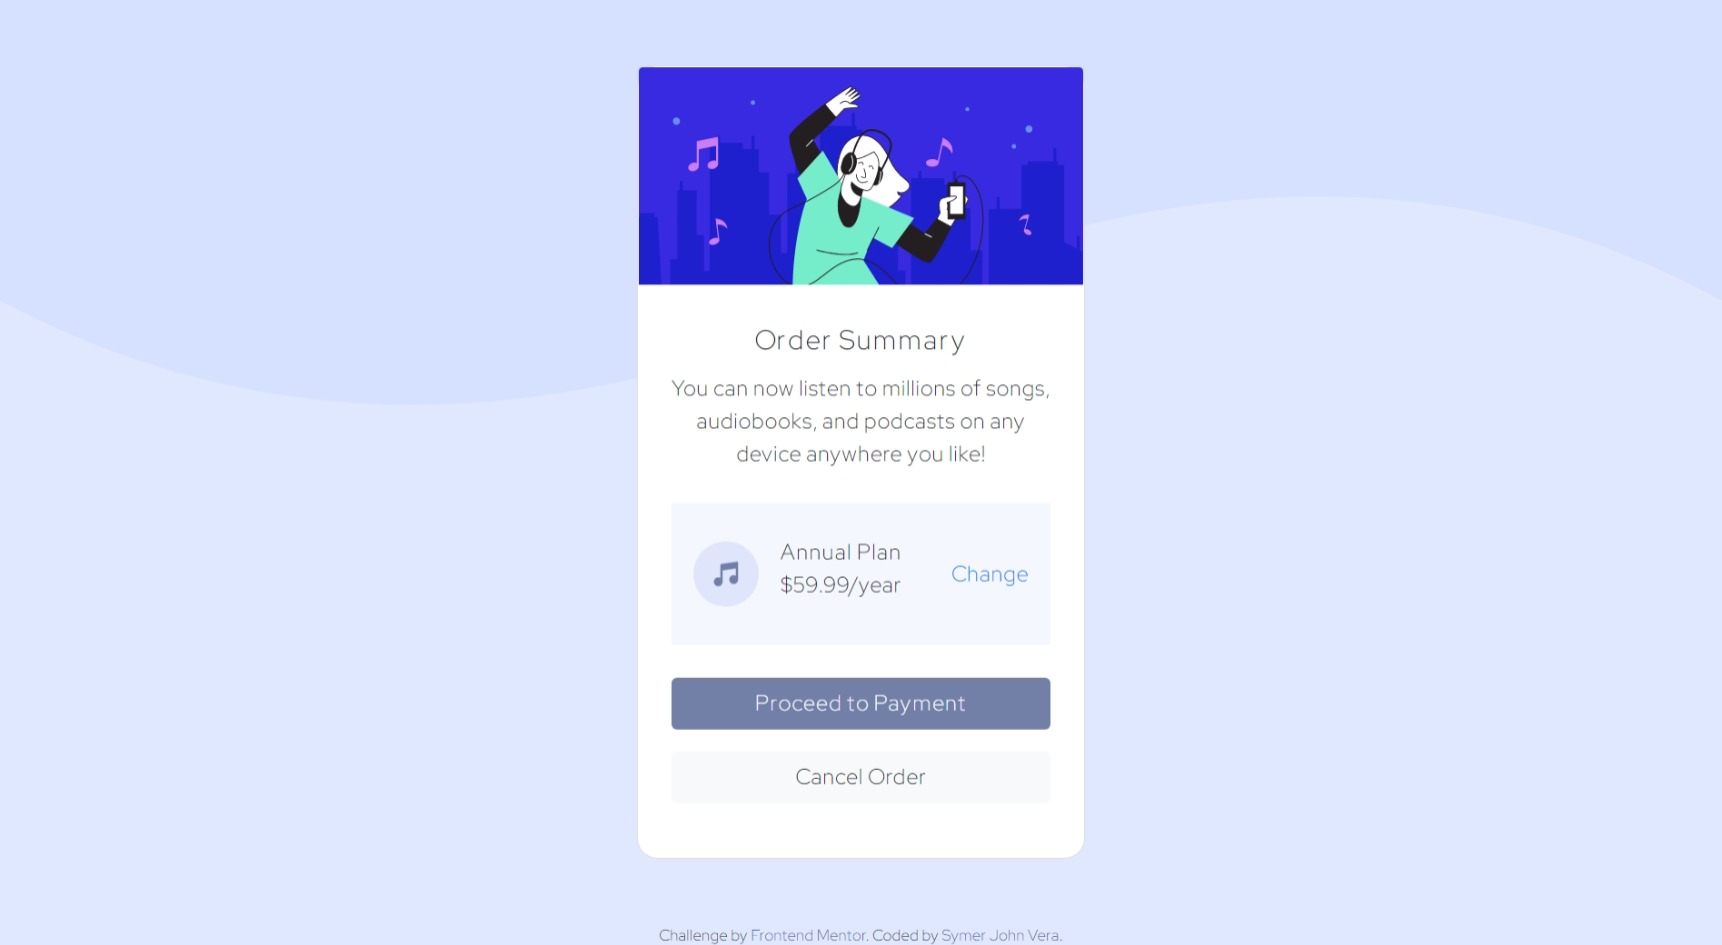 Order Summary
You can now listen to millions of songs,
audiobooks, and podcasts on any
device anywhere you like!
Annual Plan
$59.99/year
Change
Proceed to Payment
Cancel Order
Challenge by Frontend Mentor. Coded by Symer John Vera.